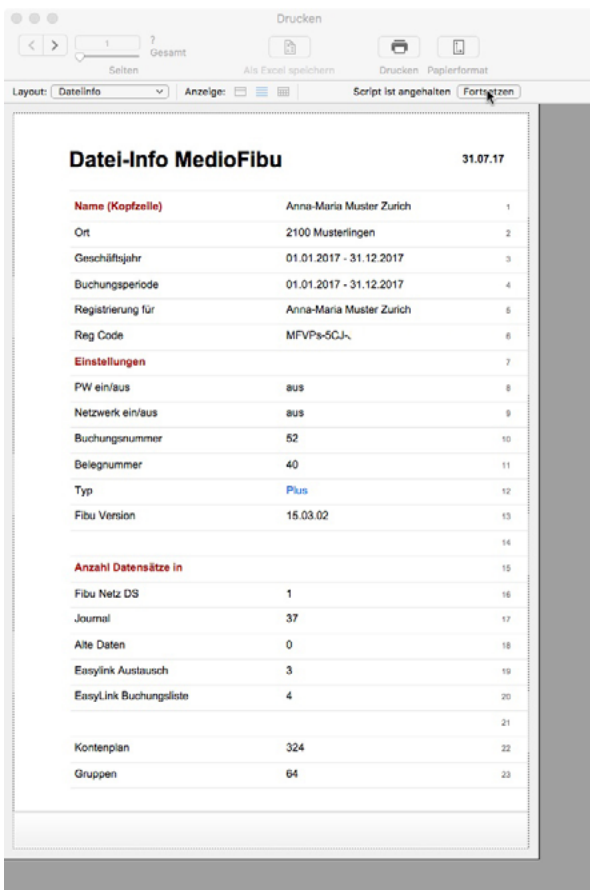 Drucken
1
?
Gesamt
Seiten
Als Excel speichern
Drucken
Papierformat
Layout: Dateiinfo
Anzeige:
Script ist angehalten
Fortsetzen
Datei-Info MedioFibu 31.07.17
Name (Kopfzelle) Anna-Maria Muster Zurich 1
Ort 2100 Musterlingen 2
Geschäftsjahr 01.01.2017 - 31.12.2017 3
Buchungsperiode 01.01.2017 - 31.12.2017 4
Registrierung für Anna-Maria Muster Zurich 5
Reg Code MFVPs-5CJ- 6
Einstellungen 7
PW ein/aus aus 8
Netzwerk ein/aus aus 9
Buchungsnummer 52 10
Belegnummer 40 11
Typ Plus 12
Fibu Version 15.03.02 13
14
Anzahl Datensätze in 15
Fibu Netz DS 1 16
Journal 37 17
Alte Daten 0 18
Easylink Austausch 3 19
EasyLink Buchungsliste 4 20
21
Kontenplan 324 22
Gruppen 64 23